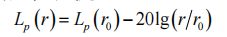 L_p(r) = L_p(r_0) − 20lg(r/r_0)